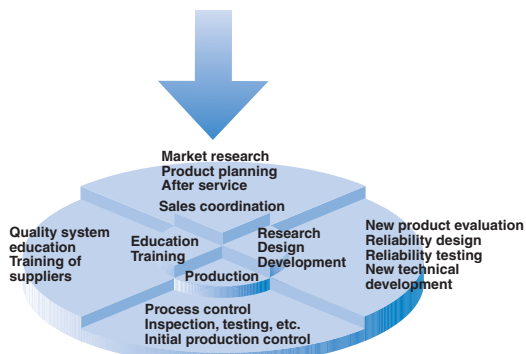 Market research
Product planning
After service
Sales coordination
Quality system
education
Training of
suppliers
Education
Training
Research
Design
Development
New product evaluation
Reliability design
Reliability testing
New technical
development
Production
Process control
Inspection, testing, etc.
Initial production control